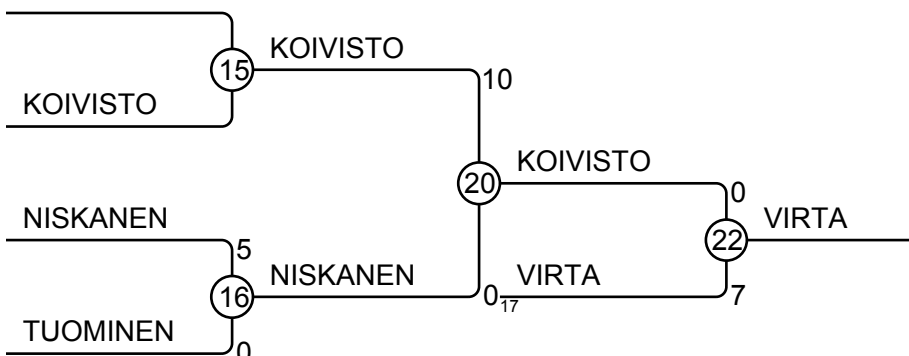 KOIVISTO
15
10
KOIVISTO
KOIVISTO
20
0
NISKANEN
VIRTA
5
22
NISKANEN
VIRTA
16
0
17
7
TUOMINEN
0